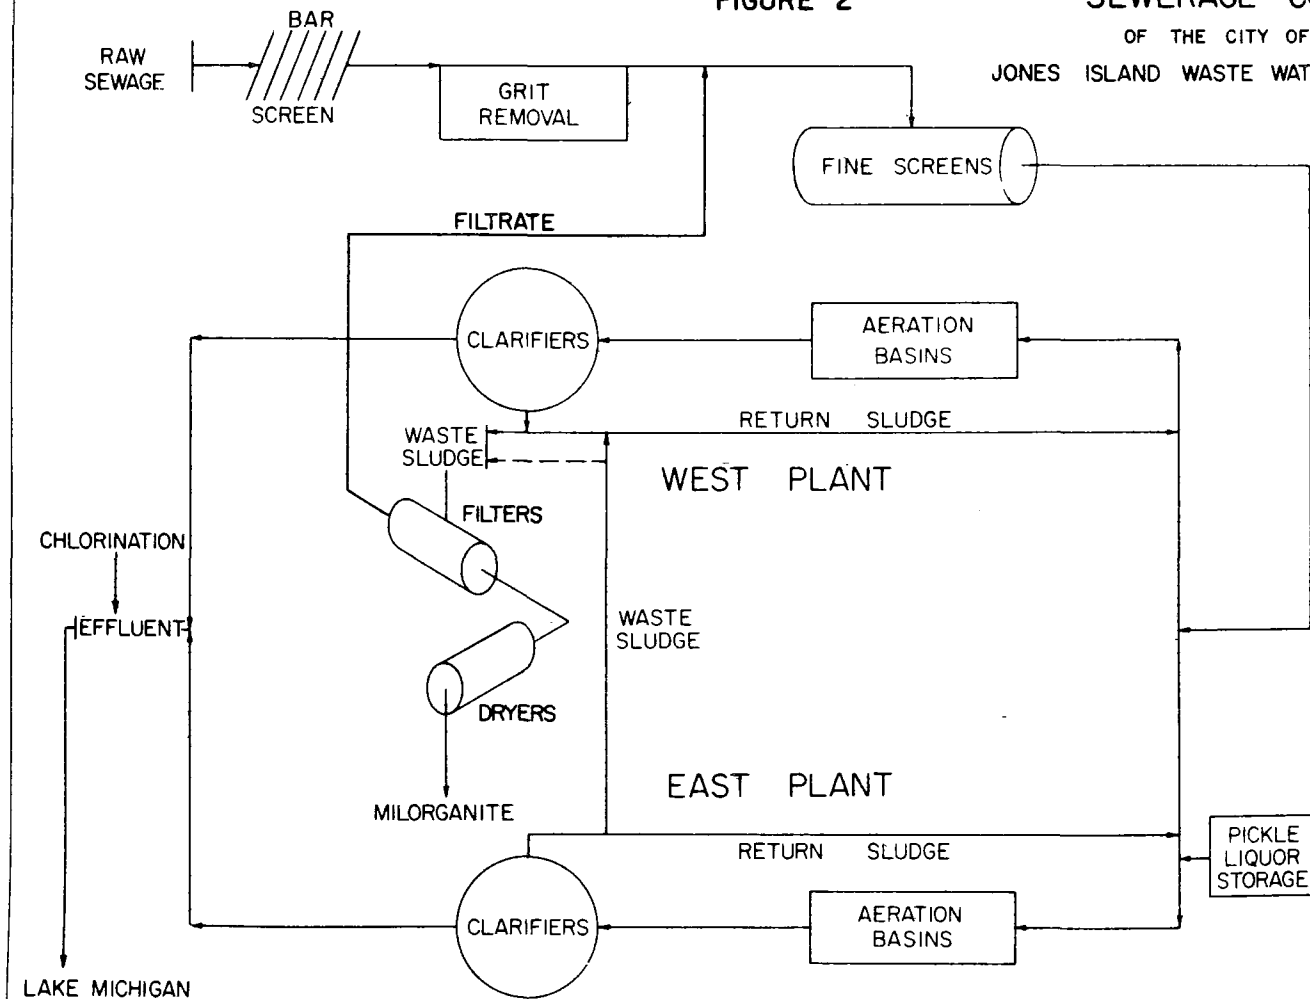 FIGURE 2
SEWERAGE
OF THE CITY OF
JONES ISLAND WASTE
BAR
RAW
SEWAGE
SCREEN
GRIT
REMOVAL
FINE SCREENS
FILTRATE
CLARIFIERS
AERATION
BASINS
RETURN SLUDGE
WASTE
SLUDGE
WEST PLANT
FILTERS
CHLORINATION
EFFLUENT
WASTE
SLUDGE
DRYERS
MILORGANITE
EAST PLANT
RETURN SLUDGE
PICKLE
LIQUOR
STORAGE
CLARIFIERS
AERATION
BASINS
LAKE MICHIGAN